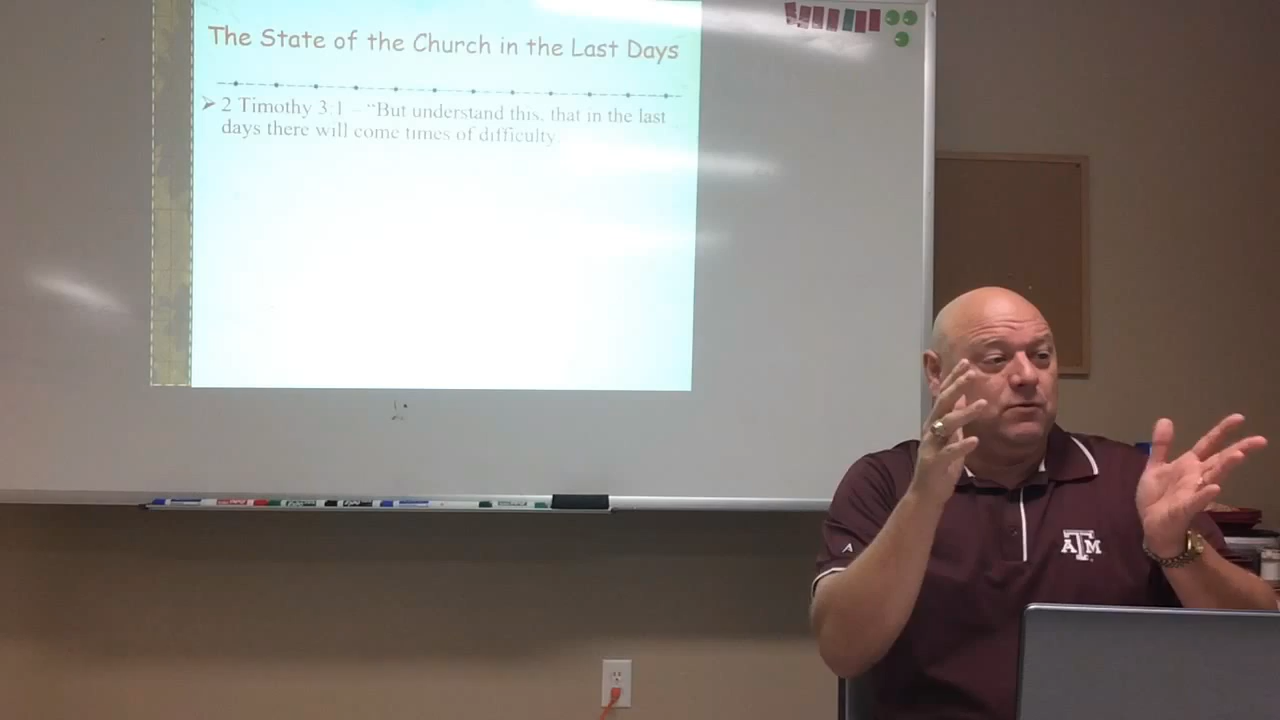 The State of the Church in the Last Days
➢ 2 Timothy 3:1 – “But understand this, that in the last
days there will come times of difficulty.
ATM